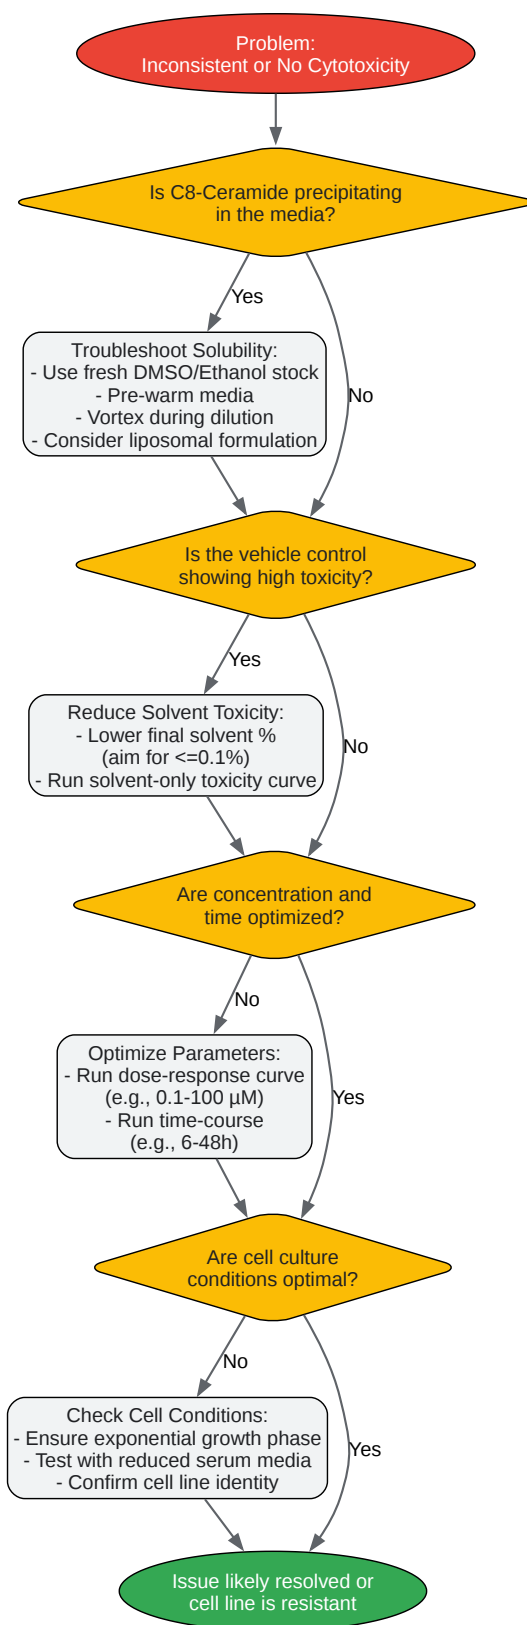 Problem:
Inconsistent or No Cytotoxicity
Is C8-Ceramide precipitating
in the media?
Yes
Troubleshoot Solubility:
- Use fresh DMSO/Ethanol stock
- Pre-warm media
- Vortex during dilution
- Consider liposomal formulation
No
Is the vehicle control
showing high toxicity?
Yes
Reduce Solvent Toxicity:
- Lower final solvent %
(aim for <=0.1%)
- Run solvent-only toxicity curve
No
Are concentration and
time optimized?
No
Optimize Parameters:
- Run dose-response curve
(e.g., 0.1-100 µM)
- Run time-course
(e.g., 6-48h)
Yes
Are cell culture
conditions optimal?
No
Check Cell Conditions:
- Ensure exponential growth phase
- Test with reduced serum media
- Confirm cell line identity
Yes
Issue likely resolved or
cell line is resistant